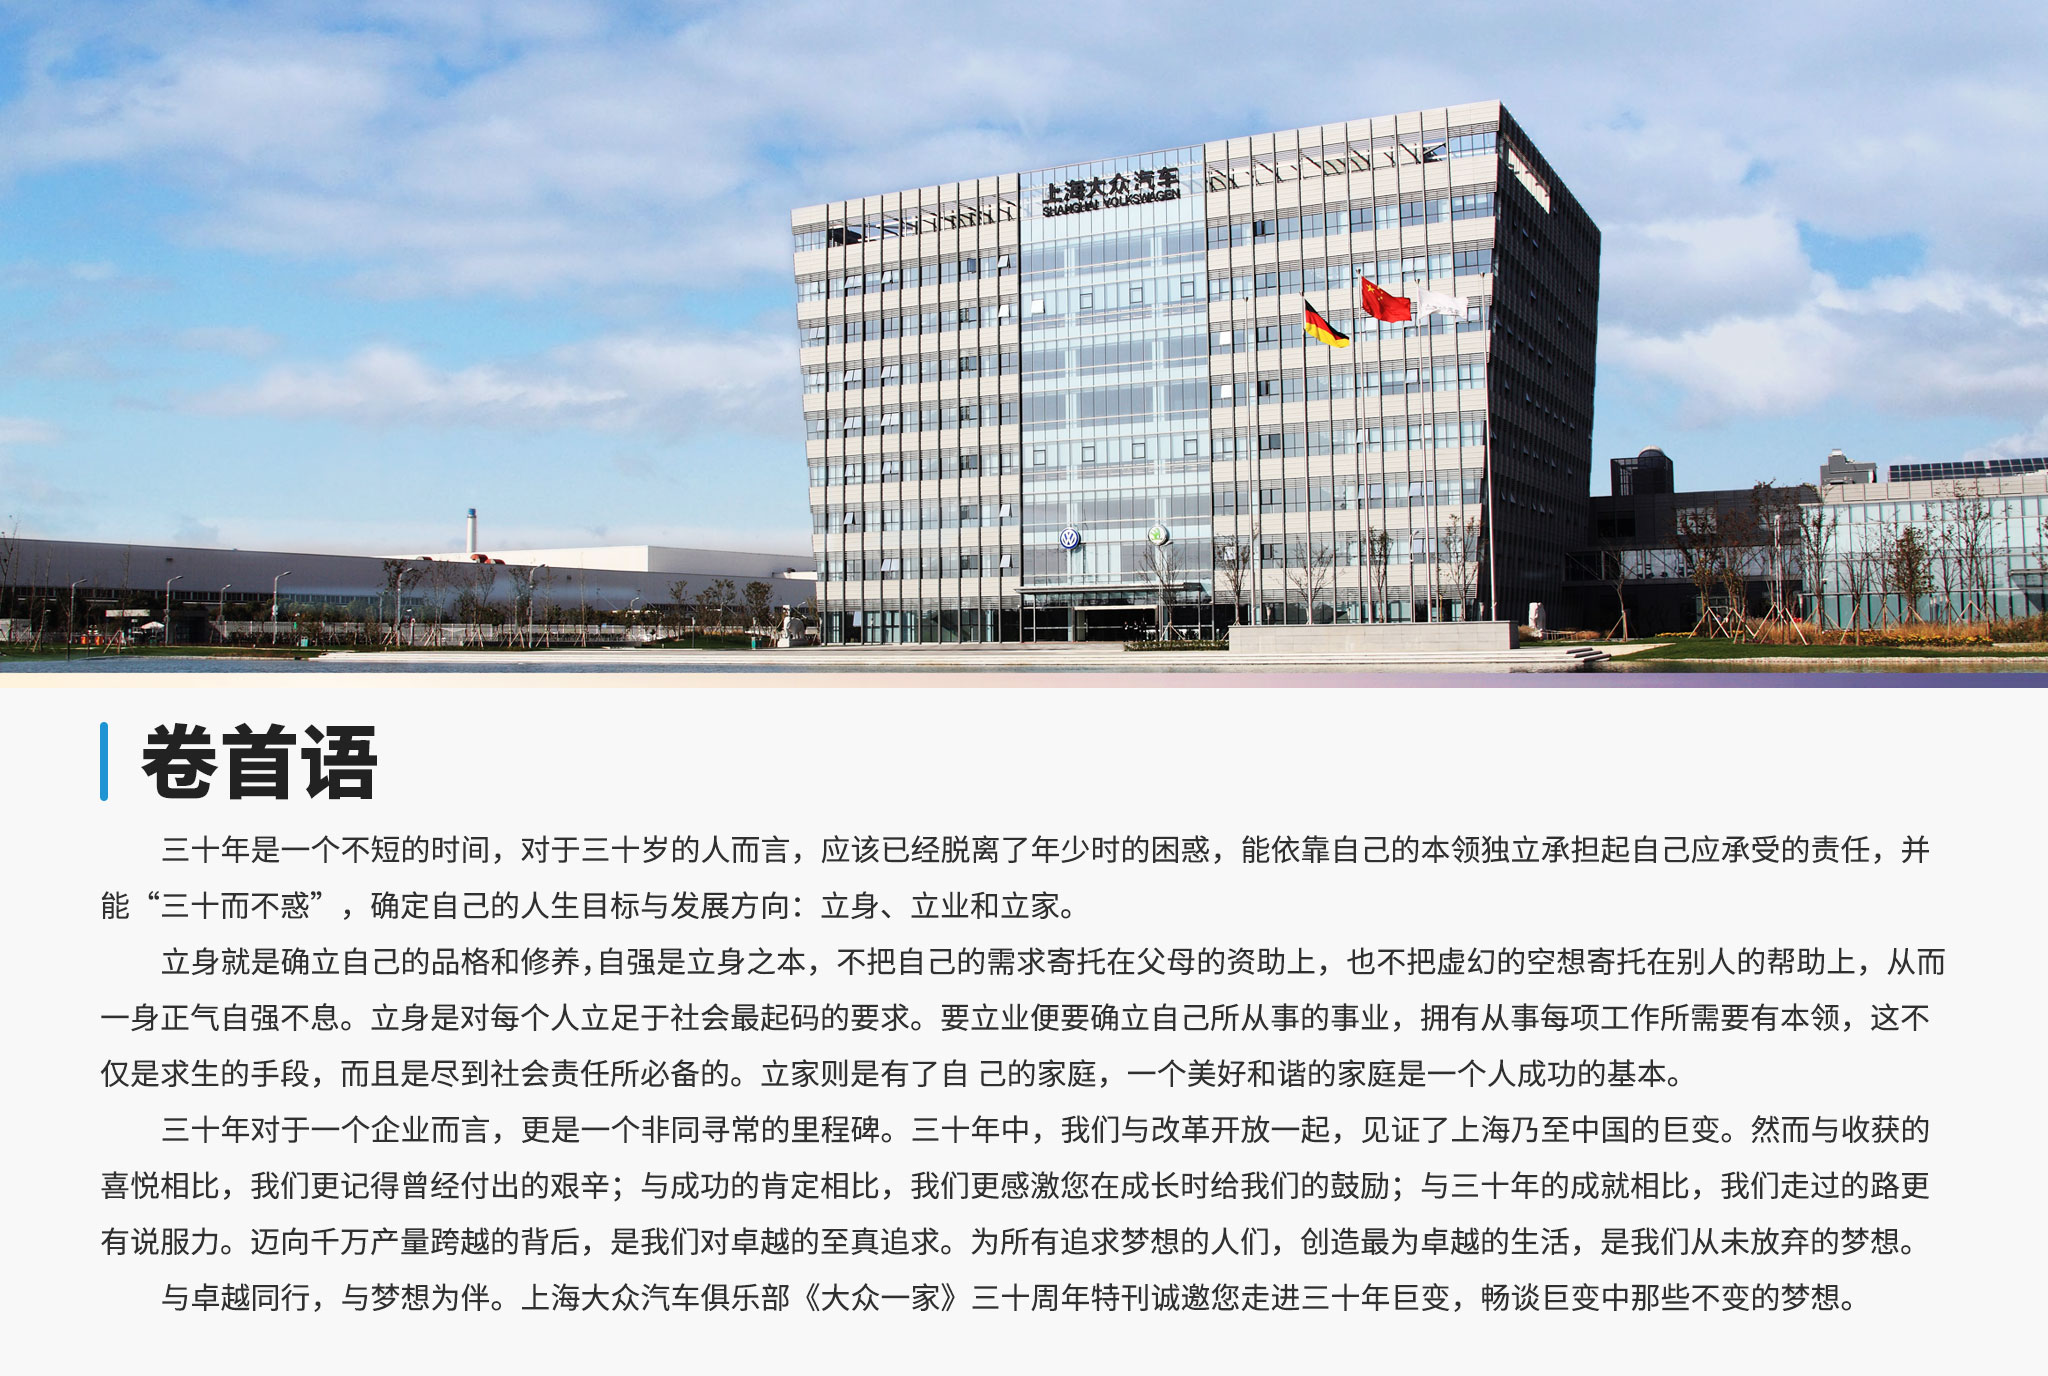 上海大众汽车
SHANGHAI VOLKSWAGEN
卷首语
三十年是一个不短的时间，对于三十岁的人而言，应该已经脱离了年少时的困惑，能依靠自己的本领独立承担起自己应承受的责任，并
能“三十而不惑”，确定自己的人生目标与发展方向：立身、立业和立家。
立身就是确立自己的品格和修养,自强是立身之本，不把自己的需求寄托在父母的资助上，也不把虚幻的空想寄托在别人的帮助上，从而
一身正气自强不息。立身是对每个人立足于社会最起码的要求。要立业便要确立自己所从事的事业，拥有从事每项工作所需要有本领，这不
仅是求生的手段，而且是尽到社会责任所必备的。立家则是有了自 己的家庭，一个美好和谐的家庭是一个人成功的基本。
三十年对于一个企业而言，更是一个非同寻常的里程碑。三十年中，我们与改革开放一起，见证了上海乃至中国的巨变。然而与收获的
喜悦相比，我们更记得曾经付出的艰辛；与成功的肯定相比，我们更感激您在成长时给我们的鼓励；与三十年的成就相比，我们走过的路更
有说服力。迈向千万产量跨越的背后，是我们对卓越的至真追求。为所有追求梦想的人们，创造最为卓越的生活，是我们从未放弃的梦想。
与卓越同行，与梦想为伴。上海大众汽车俱乐部《大众一家》三十周年特刊诚邀您走进三十年巨变，畅谈巨变中那些不变的梦想。